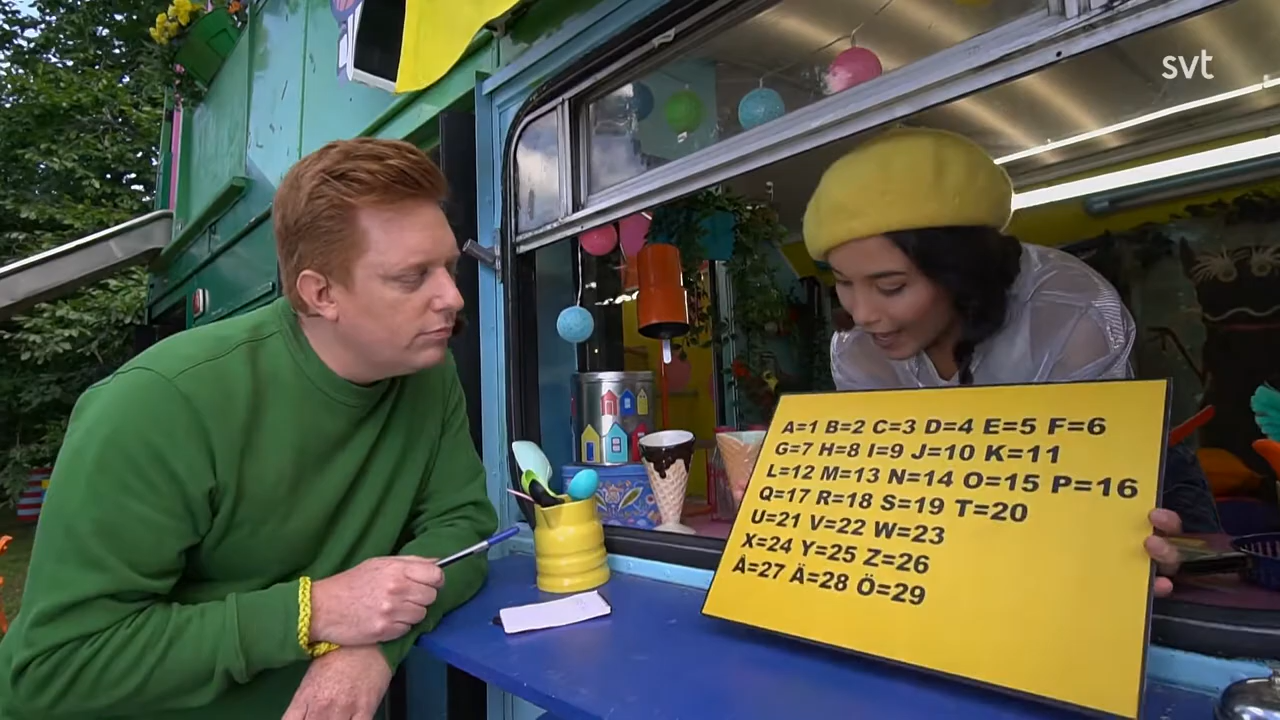 svt
A=1 B=2 C=3 D=4 E=5 F=6
G=7 H=8 I=9 J=10 K=11
L=12 M=13 N=14 O=15 P=16
Q=17 R=18 S=19 T=20
U=21 V=22 W=23
X=24 Y=25 Z=26
Å=27 Ä=28 Ö=29